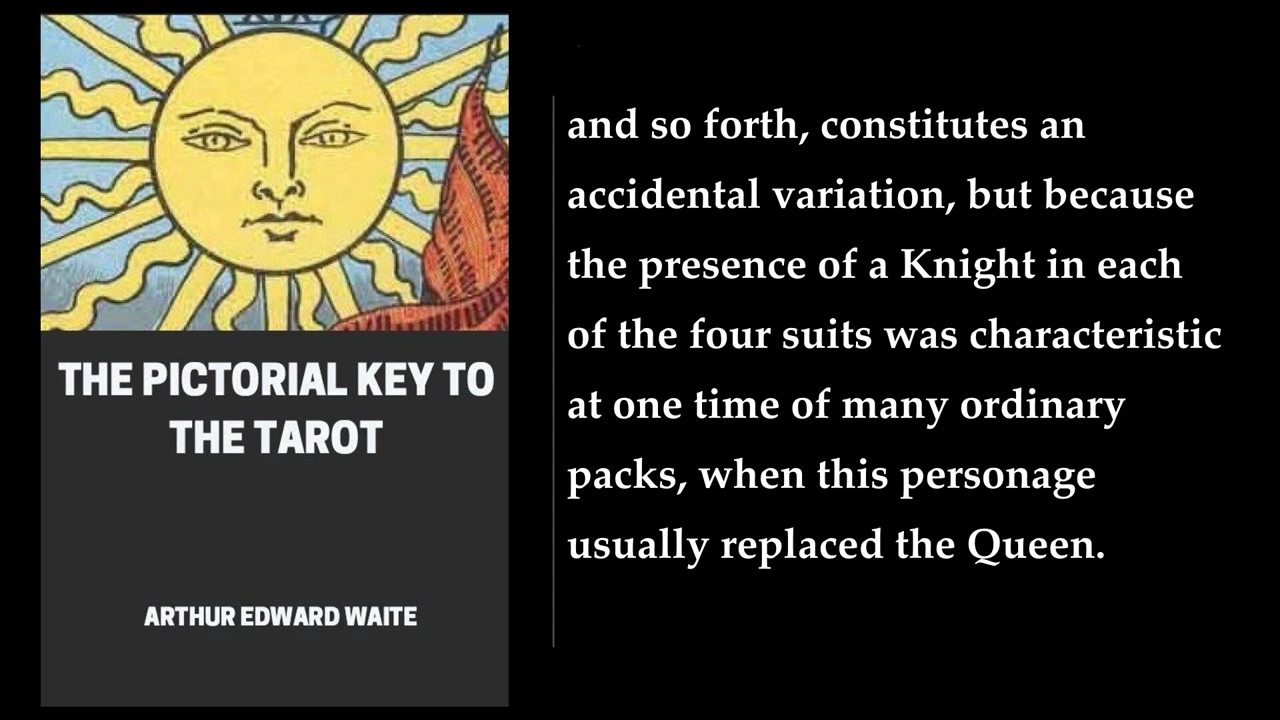 XIX
THE PICTORIAL KEY TO
THE TAROT
ARTHUR EDWARD WAITE
and so forth, constitutes an
accidental variation, but because
the presence of a Knight in each
of the four suits was characteristic
at one time of many ordinary
packs, when this personage
usually replaced the Queen.